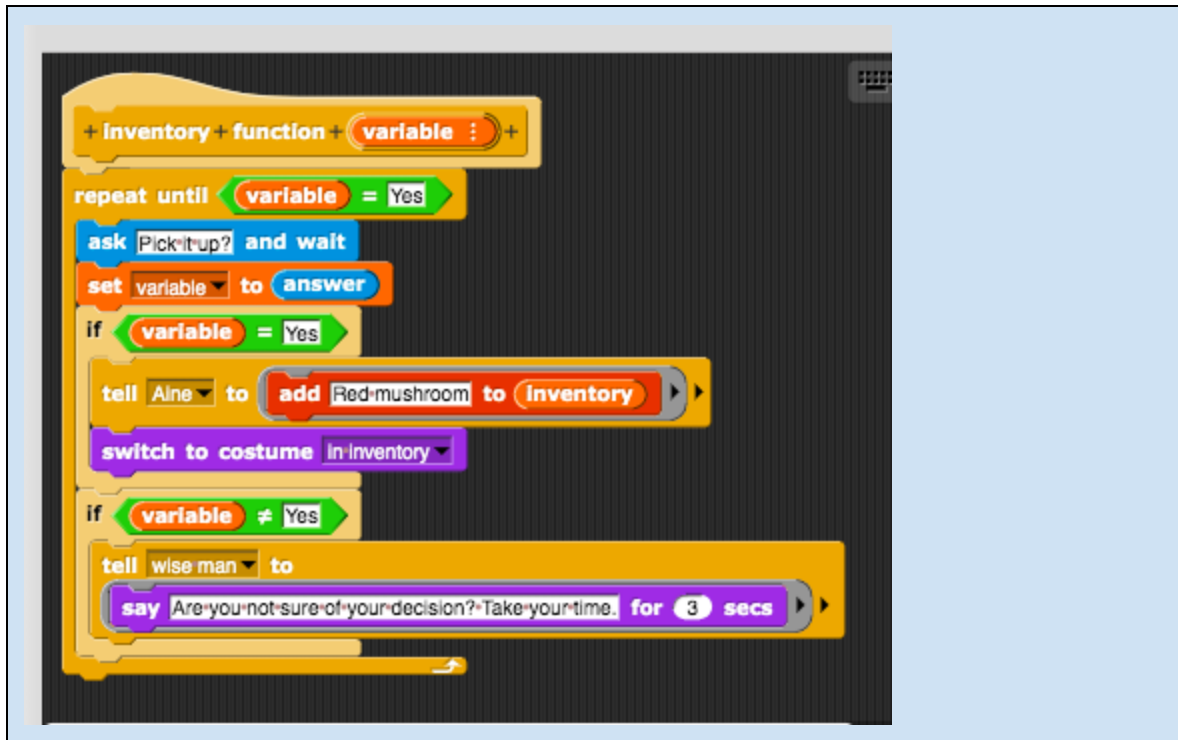 + inventory + function + variable ⋮ +
repeat until variable = Yes
ask Pick it up? and wait
set variable to answer
if variable = Yes
tell Aine to add Red mushroom to inventory
switch to costume In inventory
if variable ≠ Yes
tell wise man to
say Are you not sure of your decision? Take your time. for 3 secs